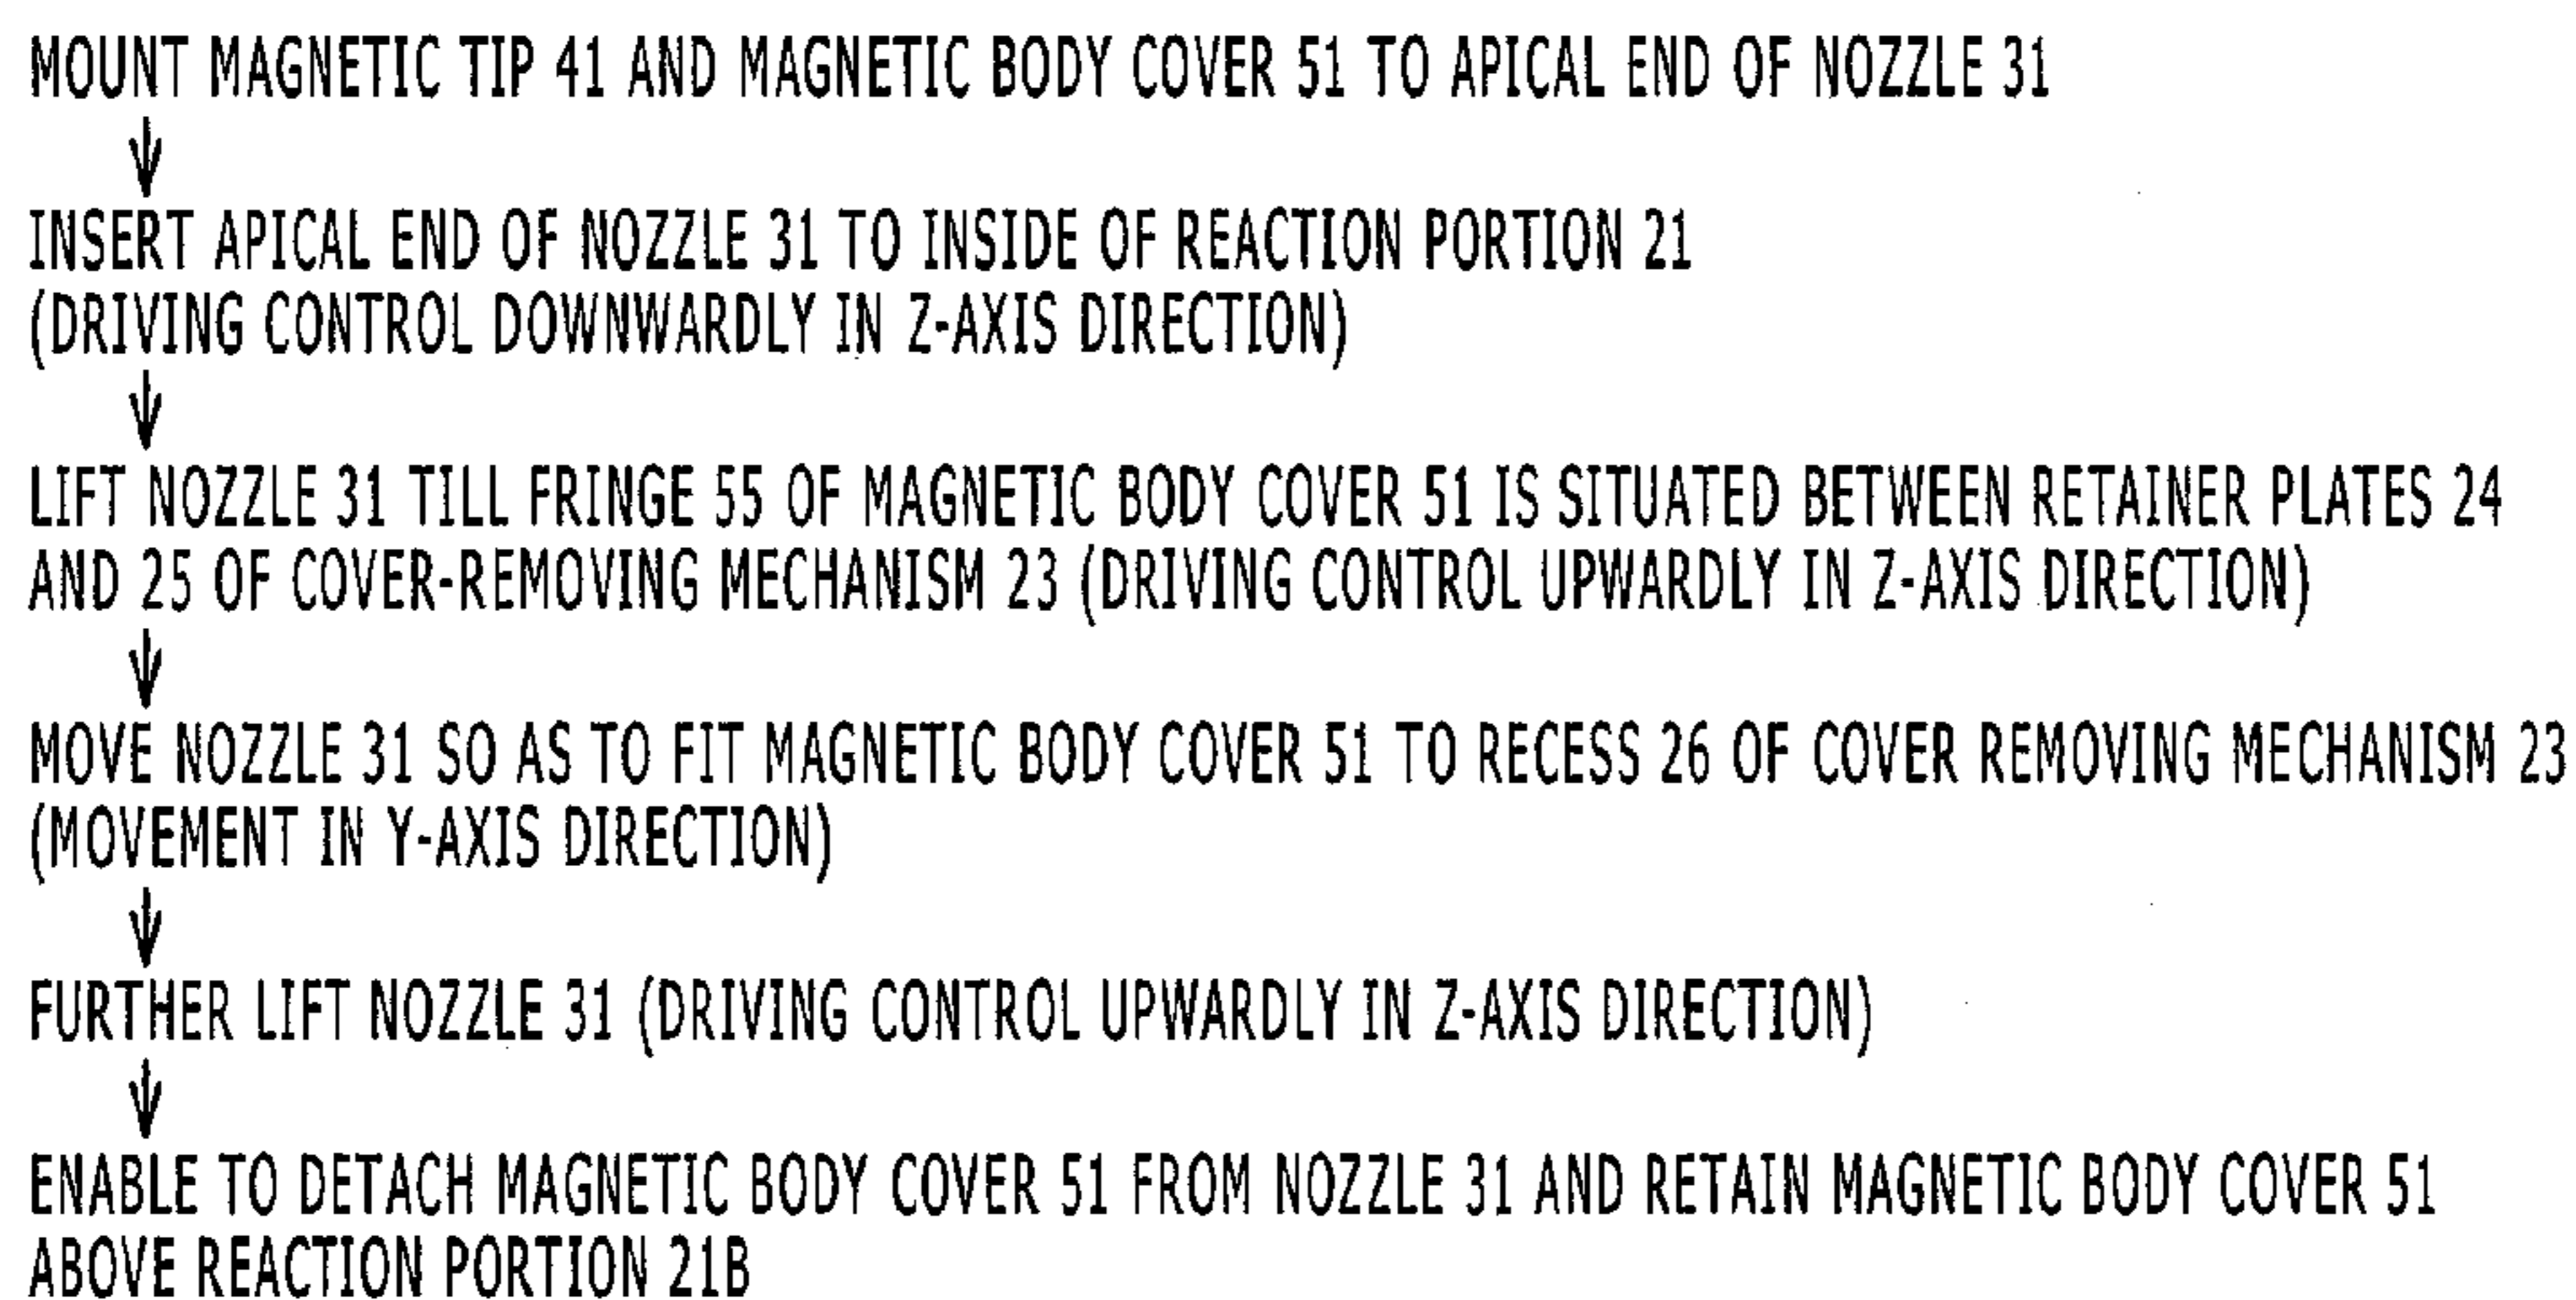 MOUNT MAGNETIC TIP 41 AND MAGNETIC BODY COVER 51 TO APICAL END OF NOZZLE 31
INSERT APICAL END OF NOZZLE 31 TO INSIDE OF REACTION PORTION 21
(DRIVING CONTROL DOWNWARDLY IN Z-AXIS DIRECTION)
LIFT NOZZLE 31 TILL FRINGE 55 OF MAGNETIC BODY COVER 51 IS SITUATED BETWEEN RETAINER PLATES 24
AND 25 OF COVER-REMOVING MECHANISM 23 (DRIVING CONTROL UPWARDLY IN Z-AXIS DIRECTION)
MOVE NOZZLE 31 SO AS TO FIT MAGNETIC BODY COVER 51 TO RECESS 26 OF COVER REMOVING MECHANISM 23
(MOVEMENT IN Y-AXIS DIRECTION)
FURTHER LIFT NOZZLE 31 (DRIVING CONTROL UPWARDLY IN Z-AXIS DIRECTION)
ENABLE TO DETACH MAGNETIC BODY COVER 51 FROM NOZZLE 31 AND RETAIN MAGNETIC BODY COVER 51
ABOVE REACTION PORTION 21B